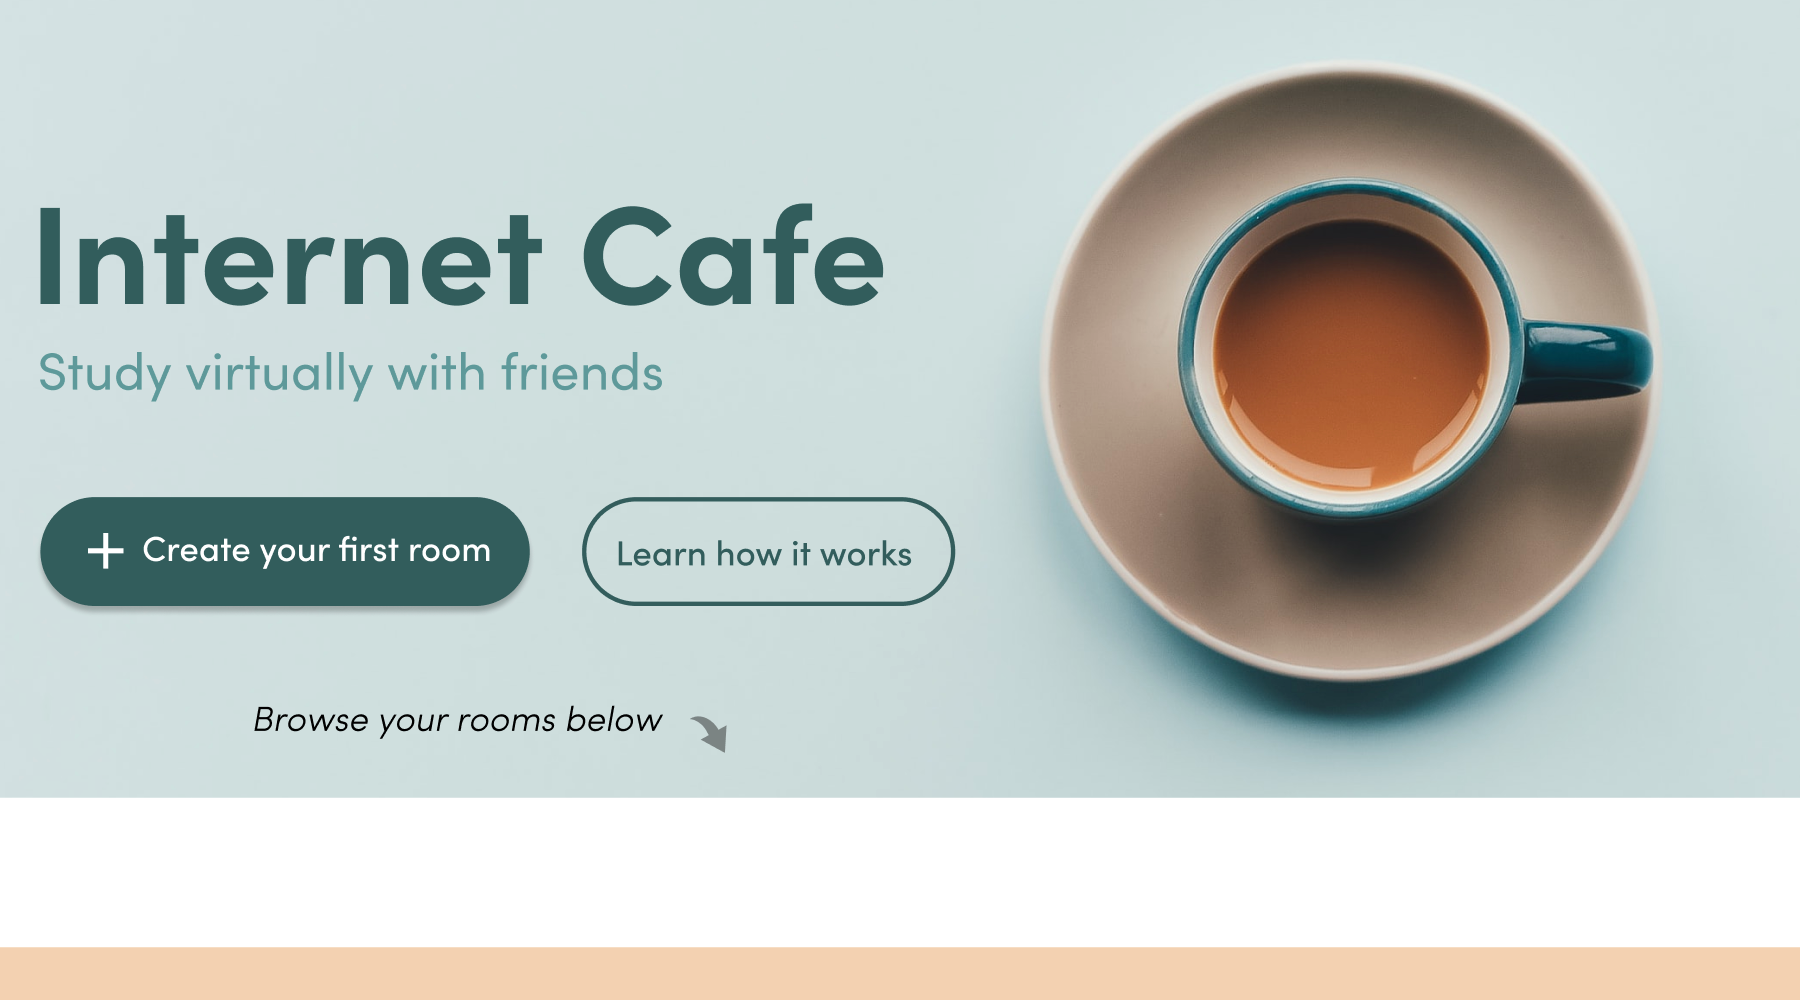 Internet Cafe
Study virtually with friends
Create your first room
Learn how it works
Browse your rooms below